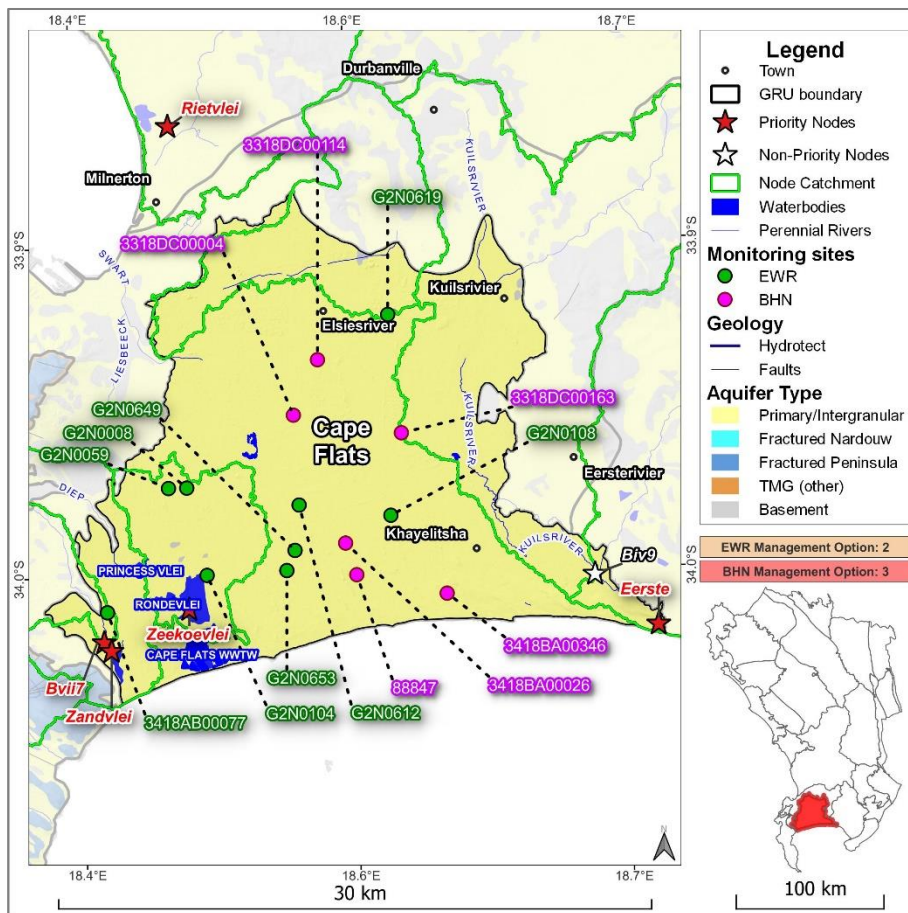 18.4°E
18.6°E
18.7°E
Durbanville
Rietvlei
3318DC00114
KUILSRIVIER
Milnerton
G2N0619
3318DC00004
33.9°S
33.9°S
SWART
Kuilsrivier
Elsiesriver
LIESBEECK
G2N0649
3318DC00163
KUILSRIVER
G2N0008
Cape
Flats
G2N0108
G2N0059
Eersterivier
DIEP
Khayelitsha
KUILSRIVER
Biv9
34.0°S
34.0°S
PRINCESS VLEI
Eerste
RONDEVLEI
Zeekoevlei
CAPE FLATS WWTW
3418BA00346
G2N0653
Bvii7
88847
3418BA00026
Zandvlei
3418AB00077
G2N0104
G2N0612
N
18.4°E
18.6°E
18.7°E
30 km
Legend
Town
GRU boundary
Priority Nodes
Non-Priority Nodes
Node Catchment
Waterbodies
Perennial Rivers
Monitoring sites
EWR
BHN
Geology
Hydrotect
Faults
Aquifer Type
Primary/Intergranular
Fractured Nardouw
Fractured Peninsula
TMG (other)
Basement
EWR Management Option: 2
BHN Management Option: 3
100 km